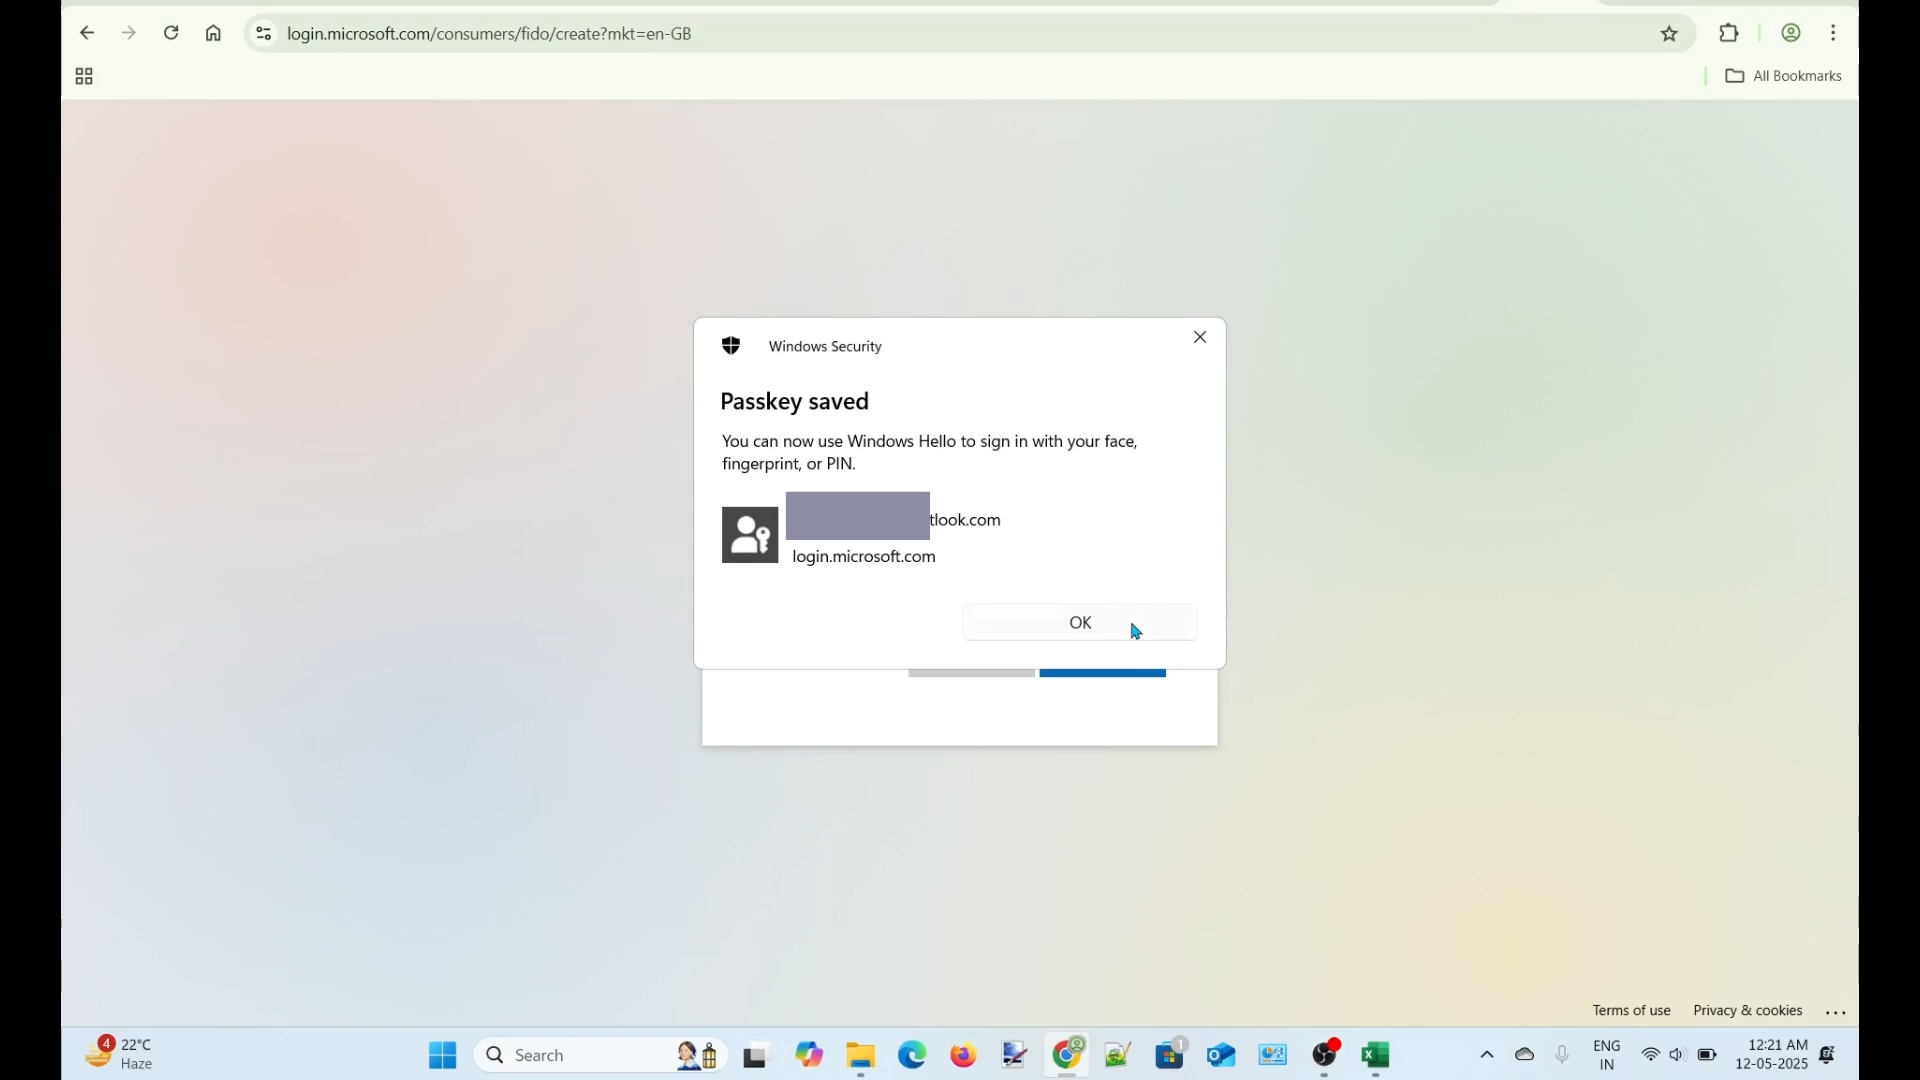 login.microsoft.com/consumers/fido/create?mkt=en-GB
All Bookmarks
Windows Security
Passkey saved
You can now use Windows Hello to sign in with your face,
fingerprint, or PIN.
tlook.com
login.microsoft.com
OK
Terms of use
Privacy & cookies
...
4
22°C
Haze
Search
1
ENG
IN
12:21 AM
12-05-2025